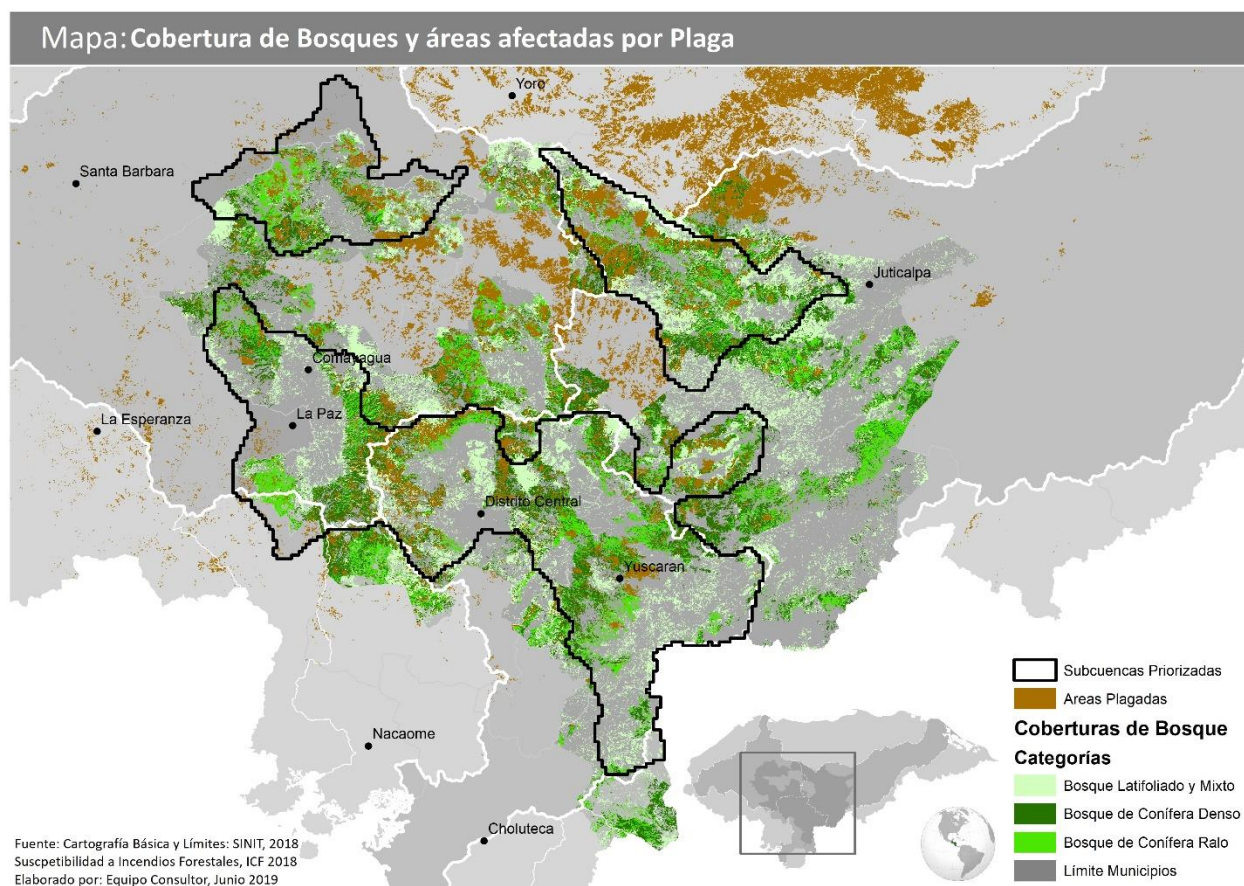 Mapa: Cobertura de Bosques y áreas afectadas por Plaga
Yoro
Santa Barbara
Juticalpa
Comayagua
La Paz
La Esperanza
Distrito Central
Yuscaran
Nacaome
Choluteca
Subcuencas Priorizadas
Areas Plagadas
Coberturas de Bosque
Categorías
Bosque Latifoliado y Mixto
Bosque de Conífera Denso
Bosque de Conífera Ralo
Límite Municipios
Fuente: Cartografía Básica y Límites: SINIT, 2018
Suscpetibilidad a Incendios Forestales, ICF 2018
Elaborado por: Equipo Consultor, Junio 2019